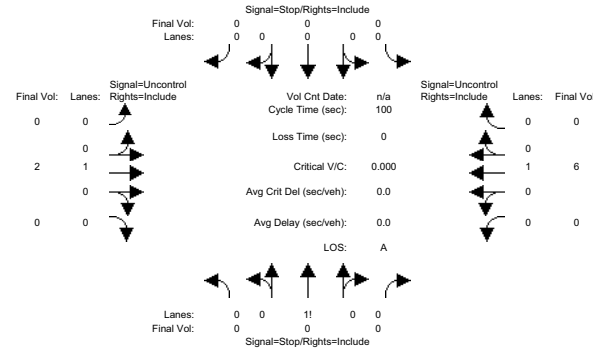 Signal=Stop/Rights=Include
Final Vol: 0 0 0
Lanes: 0 0 0 0 0
Signal=Uncontrol
Final Vol: Lanes: Rights=Include
Vol Cnt Date: n/a
Signal=Uncontrol
Rights=Include Lanes: Final Vo
Cycle Time (sec): 100
0 0
0 0
Loss Time (sec): 0
0
0
2 1
Critical V/C: 0.000
1 6
0
Avg Crit Del (sec/veh): 0.0
0
0 0
Avg Delay (sec/veh): 0.0
0 0
LOS: A
Lanes: 0 0 1! 0 0
Final Vol: 0 0 0
Signal=Stop/Rights=Include